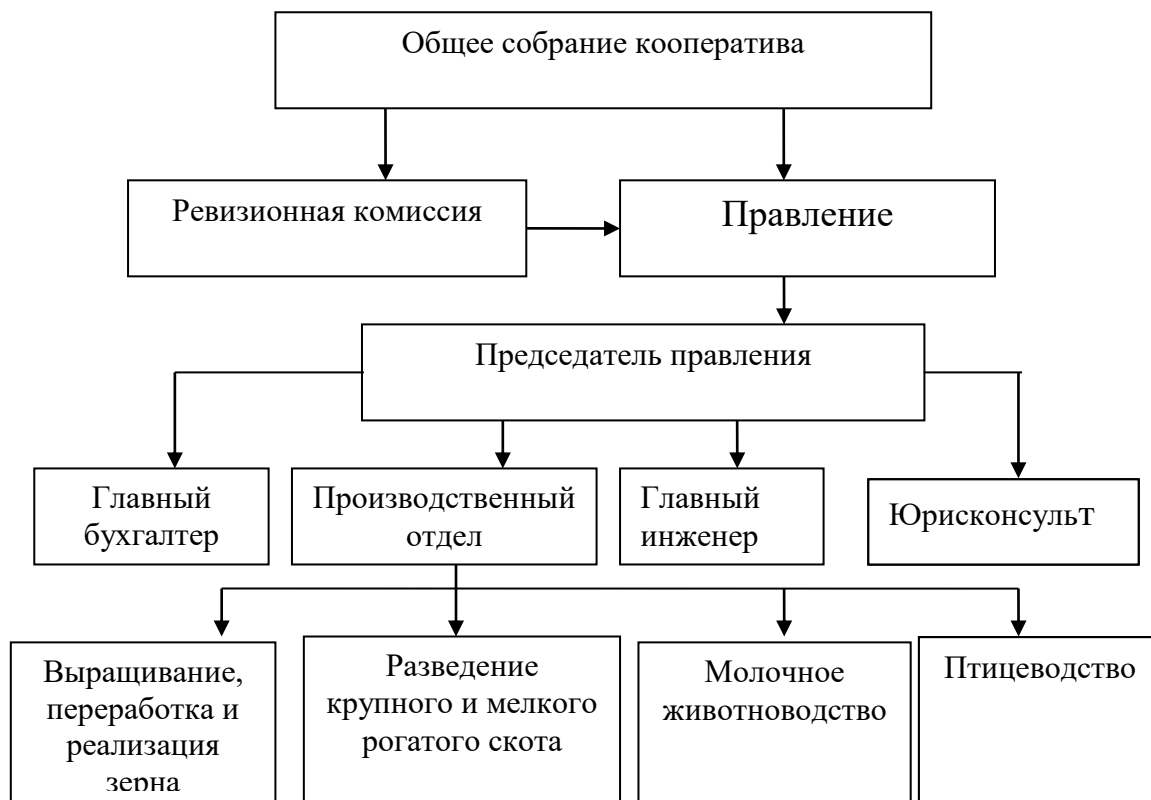 Общее собрание кооператива
Ревизионная комиссия
Правление
Председатель правления
Главный
бухгалтер
Производственный
отдел
Главный
инженер
Юрисконсульт
Выращивание,
переработка и
реализация
зерна
Разведение
крупного и мелкого
рогатого скота
Молочное
животноводство
Птицеводство